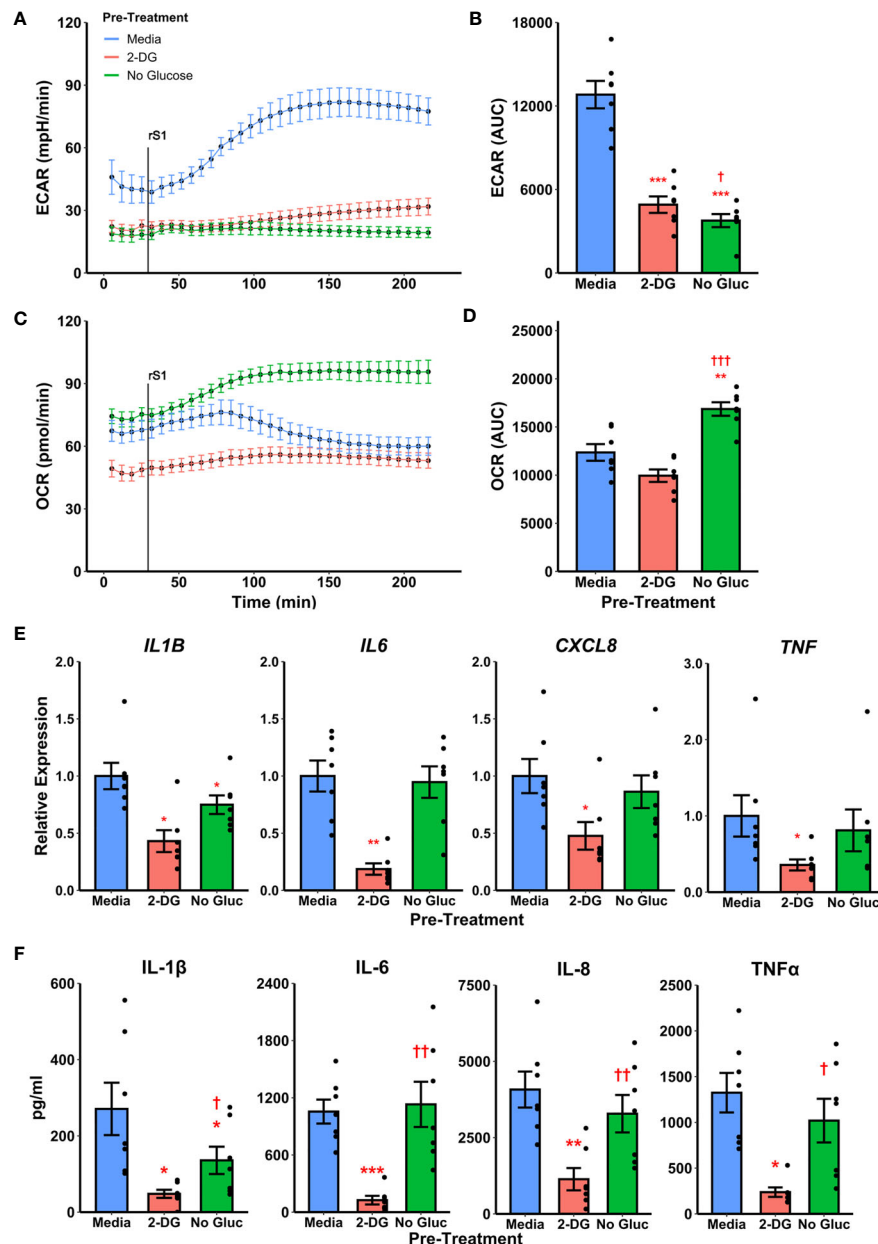 A
Pre-Treatment
Media
2-DG
No Glucose
120
90
60
30
0
ECAR (mpH/min)
rS1
0 50 100 150 200
B
18000
12000
6000
0
ECAR (AUC)
***
†
***
Media 2-DG No Gluc
C
120
90
60
30
0
OCR (pmol/min)
rS1
0 50 100 150 200
Time (min)
D
25000
20000
15000
10000
5000
0
OCR (AUC)
†††
**
Media 2-DG No Gluc
Pre-Treatment
E
IL1B
2.0
1.5
1.0
0.5
0.0
Relative Expression
*
*
Media 2-DG No Gluc
IL6
2.0
1.5
1.0
0.5
0.0
**
Media 2-DG No Gluc
CXCL8
2.0
1.5
1.0
0.5
0.0
*
Media 2-DG No Gluc
TNF
3.0
2.0
1.0
0.0
*
Media 2-DG No Gluc
Pre-Treatment
F
IL-1β
600
400
200
0
pg/ml
*
†
*
Media 2-DG No Gluc
IL-6
2400
1800
1200
600
0
***
††
Media 2-DG No Gluc
IL-8
7500
5000
2500
0
**
††
Media 2-DG No Gluc
TNFα
2500
2000
1500
1000
500
0
*
†
Media 2-DG No Gluc
Pre-Treatment